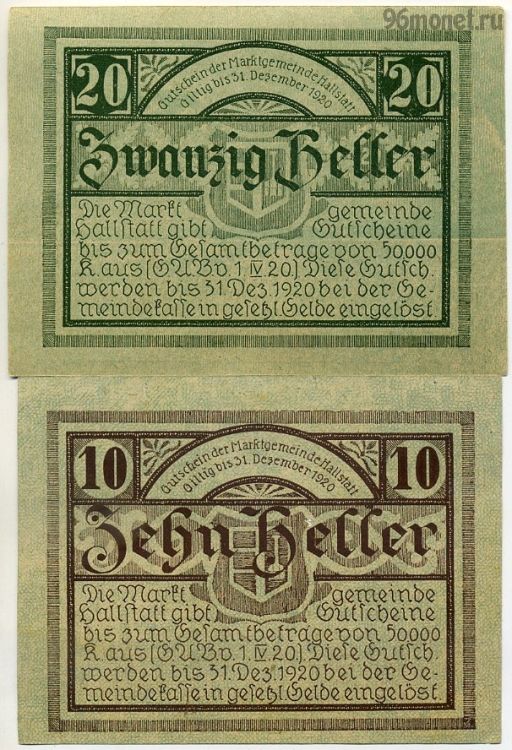 96monet.ru
20
Gutschein der Marktgemeinde Hallstatt
Giltig bis 31. Dezember 1920
20
Zwanzig Heller
Die Markt gemeinde
Hallstatt gibt Gutscheine
bis zum Gesamtbetrage von 50000
K. aus (G.R.Bv. 1. IV. 20.) Diese Gutsch.
werden bis 31. Dez. 1920 bei der Ge-
meindekasse in gesetzl. Gelde eingelöst.
10
Gutschein der Marktgemeinde Hallstatt
Giltig bis 31. Dezember 1920
10
Zehn Heller
Die Markt gemeinde
Hallstatt gibt Gutscheine
bis zum Gesamtbetrage von 50000
K. aus (G.R.Bv. 1. IV. 20.) Diese Gutsch.
werden bis 31. Dez. 1920 bei der Ge-
meindekasse in gesetzl. Gelde eingelöst.